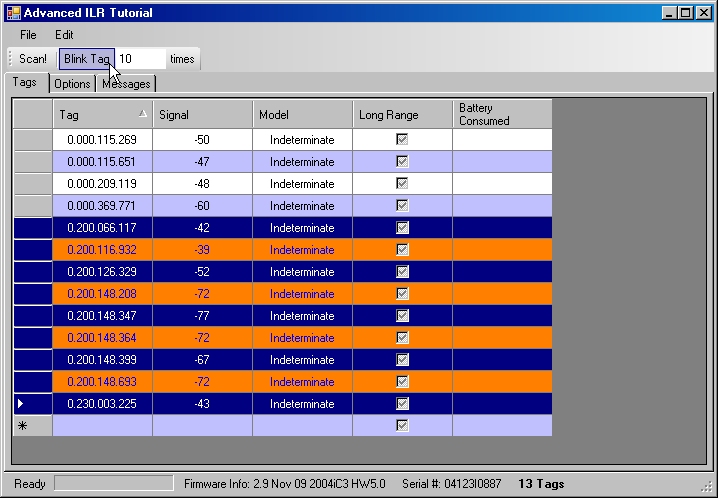 Advanced ILR Tutorial
File Edit
Scan! Blink Tag 10 times
Tags Options Messages
Tag Signal Model Long Range Battery Consumed
0.000.115.269 -50 Indeterminate
0.000.115.651 -47 Indeterminate
0.000.209.119 -48 Indeterminate
0.000.369.771 -60 Indeterminate
0.200.066.117 -42 Indeterminate
0.200.116.932 -39 Indeterminate
0.200.126.329 -52 Indeterminate
0.200.148.208 -72 Indeterminate
0.200.148.347 -77 Indeterminate
0.200.148.364 -72 Indeterminate
0.200.148.399 -67 Indeterminate
0.200.148.693 -72 Indeterminate
0.230.003.225 -43 Indeterminate
Ready Firmware Info: 2.9 Nov 09 2004iC3 HW5.0 Serial #: 04123I0887 13 Tags